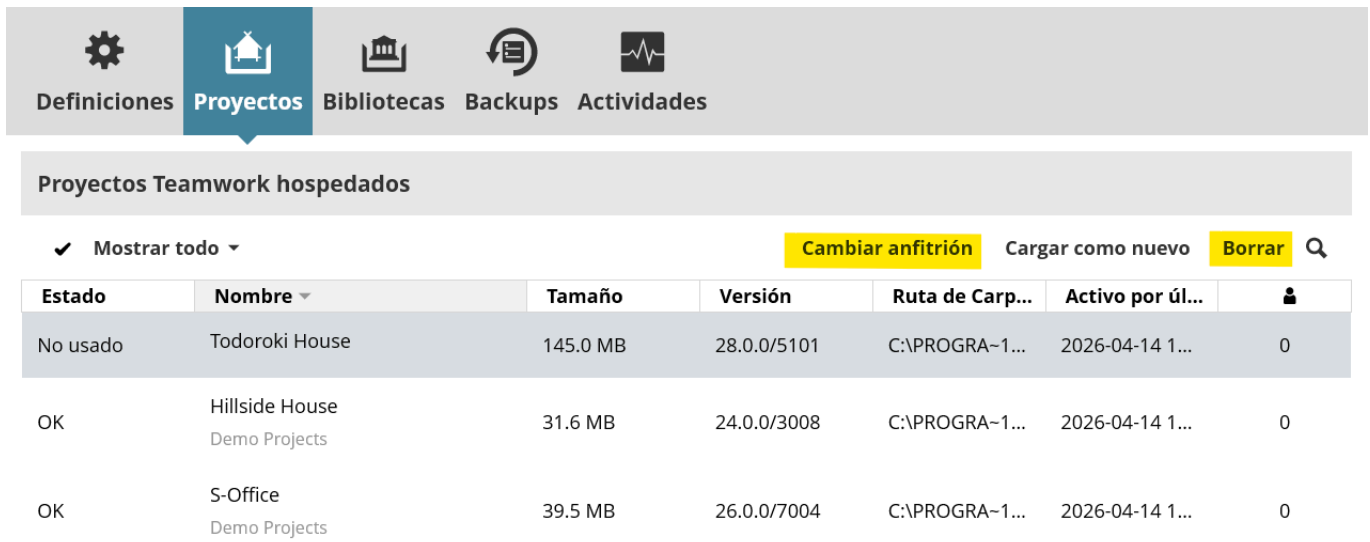 Definiciones Proyectos Bibliotecas Backups Actividades
Proyectos Teamwork hospedados
Mostrar todo Cambiar anfitrión Cargar como nuevo Borrar
Estado Nombre Tamaño Versión Ruta de Carp... Activo por úl...
No usado Todoroki House 145.0 MB 28.0.0/5101 C:\PROGRA~1... 2026-04-14 1... 0
Hillside House
OK 31.6 MB 24.0.0/3008 C:\PROGRA~1... 2026-04-14 1... 0
Demo Projects
S-Office
OK 39.5 MB 26.0.0/7004 C:\PROGRA~1... 2026-04-14 1... 0
Demo Projects